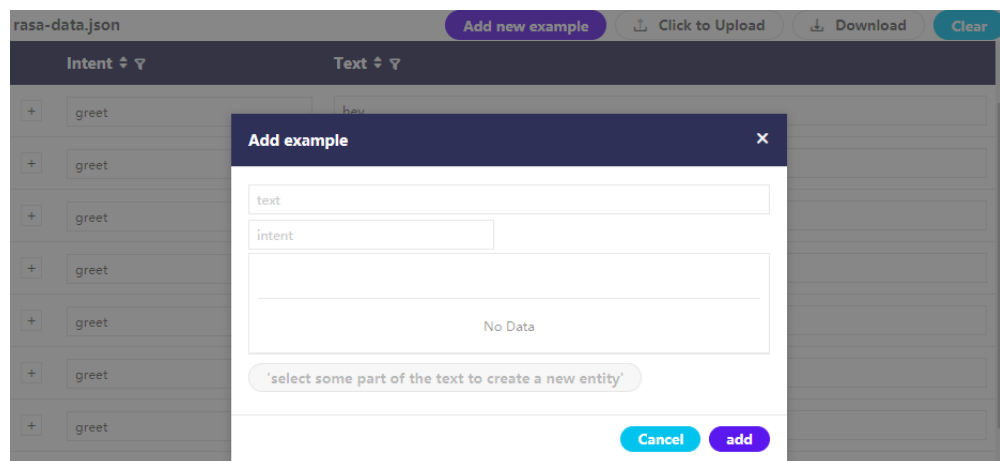 rasa-data.json Add new example Click to Upload Download Clear
Intent Text
+ greet hey
Add example ×
+ greet
text
+ greet
intent
+ greet
+ greet
No Data
+ greet
'select some part of the text to create a new entity'
+ greet
Cancel add